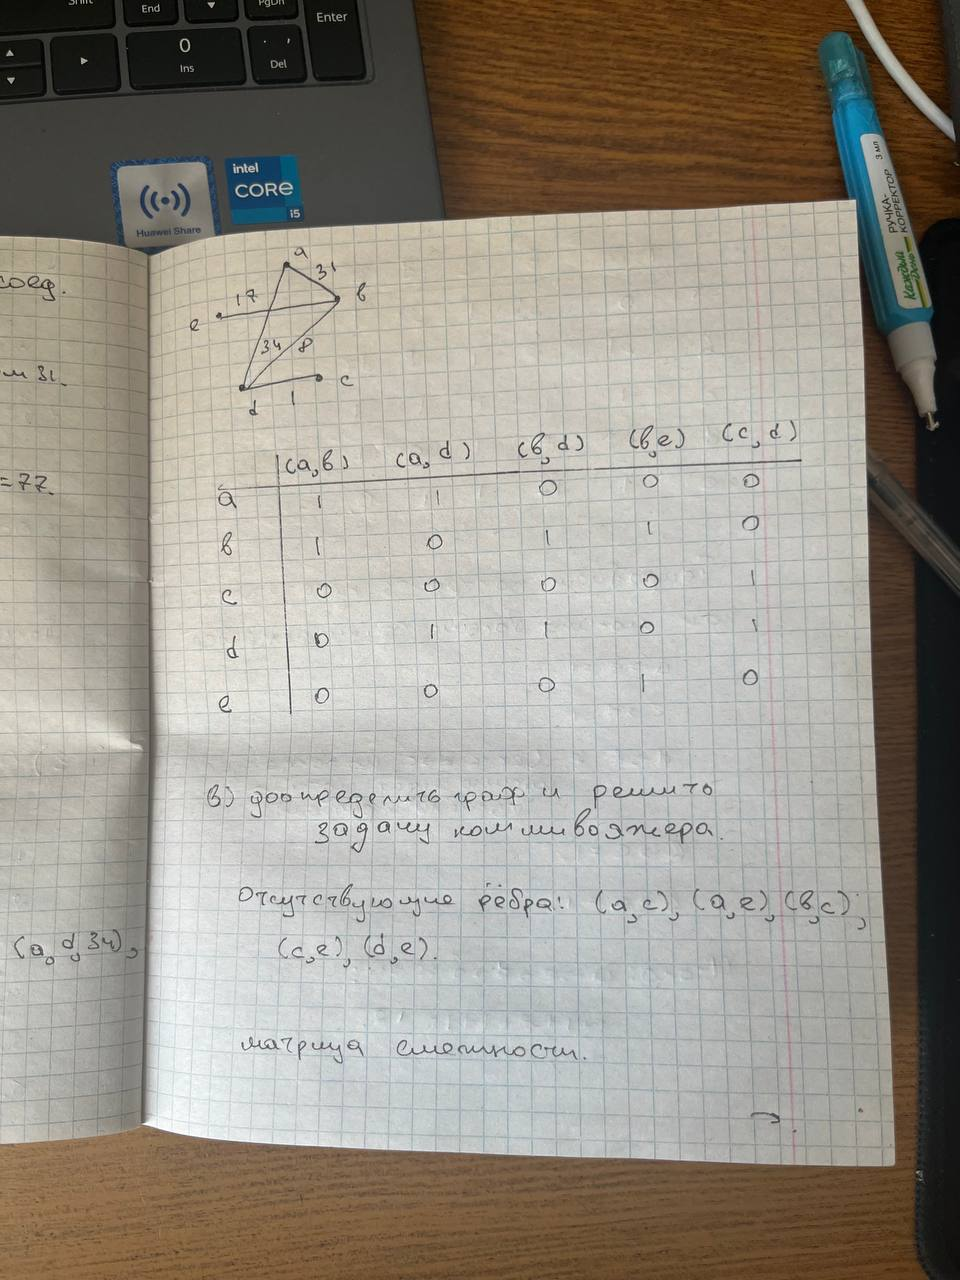 Shift
End
PgDn
Enter
0
Ins
. ,
Del
intel
CORE
i5
Huawei Share
РУЧКА-
КОРРЕКТОР
3 мл
Каждый
День
соед.
м 31.
=77.
(a, d, 34),
a
31
в
17
e
34
8
d
1
c
(a,в) (a,d) (в,d) (в,e) (c,d)
a 1 1 0 0 0
в 1 0 1 1 0
c 0 0 0 0 1
d 0 1 1 0 1
e 0 0 0 1 0
в) доопределить граф и решить
задачу коммивояжера.
Отсутствующие рёбра: (a,c), (a,e), (в,c),
(c,e), (d,e).
матрица смежности.